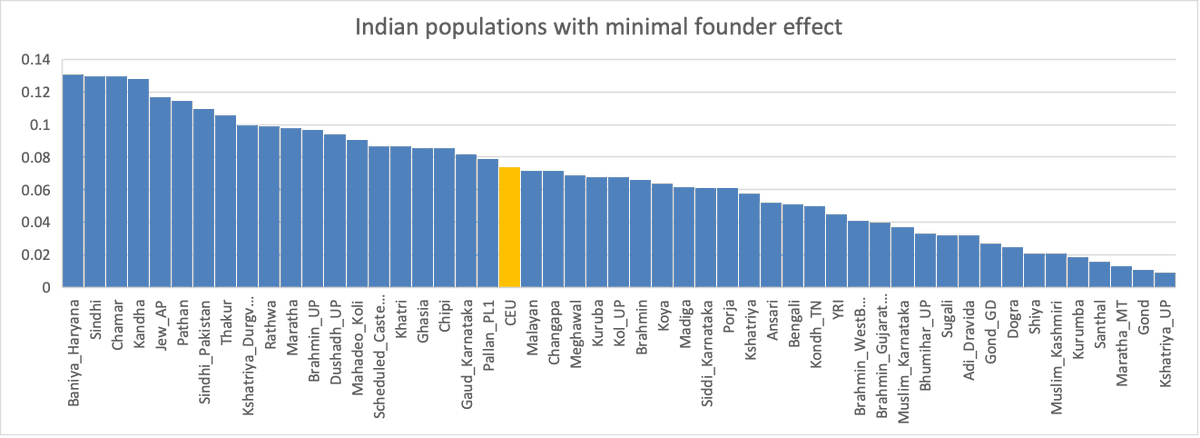 Indian populations with minimal founder effect
0.14
0.12
0.1
0.08
0.06
0.04
0.02
0
Baniya_Haryana
Sindhi
Chamar
Kandha
Jew_AP
Pathan
Sindhi_Pakistan
Thakur
Kshatriya_Durgv...
Rathwa
Maratha
Brahmin_UP
Dushadh_UP
Mahadeo_Koli
Scheduled_Caste...
Khatri
Ghasia
Chipi
Gaud_Karnataka
Pallan_PL1
CEU
Malayan
Changapa
Meghawal
Kuruba
Kol_UP
Brahmin
Koya
Madiga
Siddi_Karnataka
Porja
Kshatriya
Ansari
Bengali
Kondh_TN
YRI
Brahmin_WestB...
Brahmin_Gujarat...
Muslim_Karnataka
Bhumihar_UP
Sugali
Adi_Dravida
Gond_GD
Dogra
Shiya
Muslim_Kashmiri
Kurumba
Santhal
Maratha_MT
Gond
Kshatriya_UP